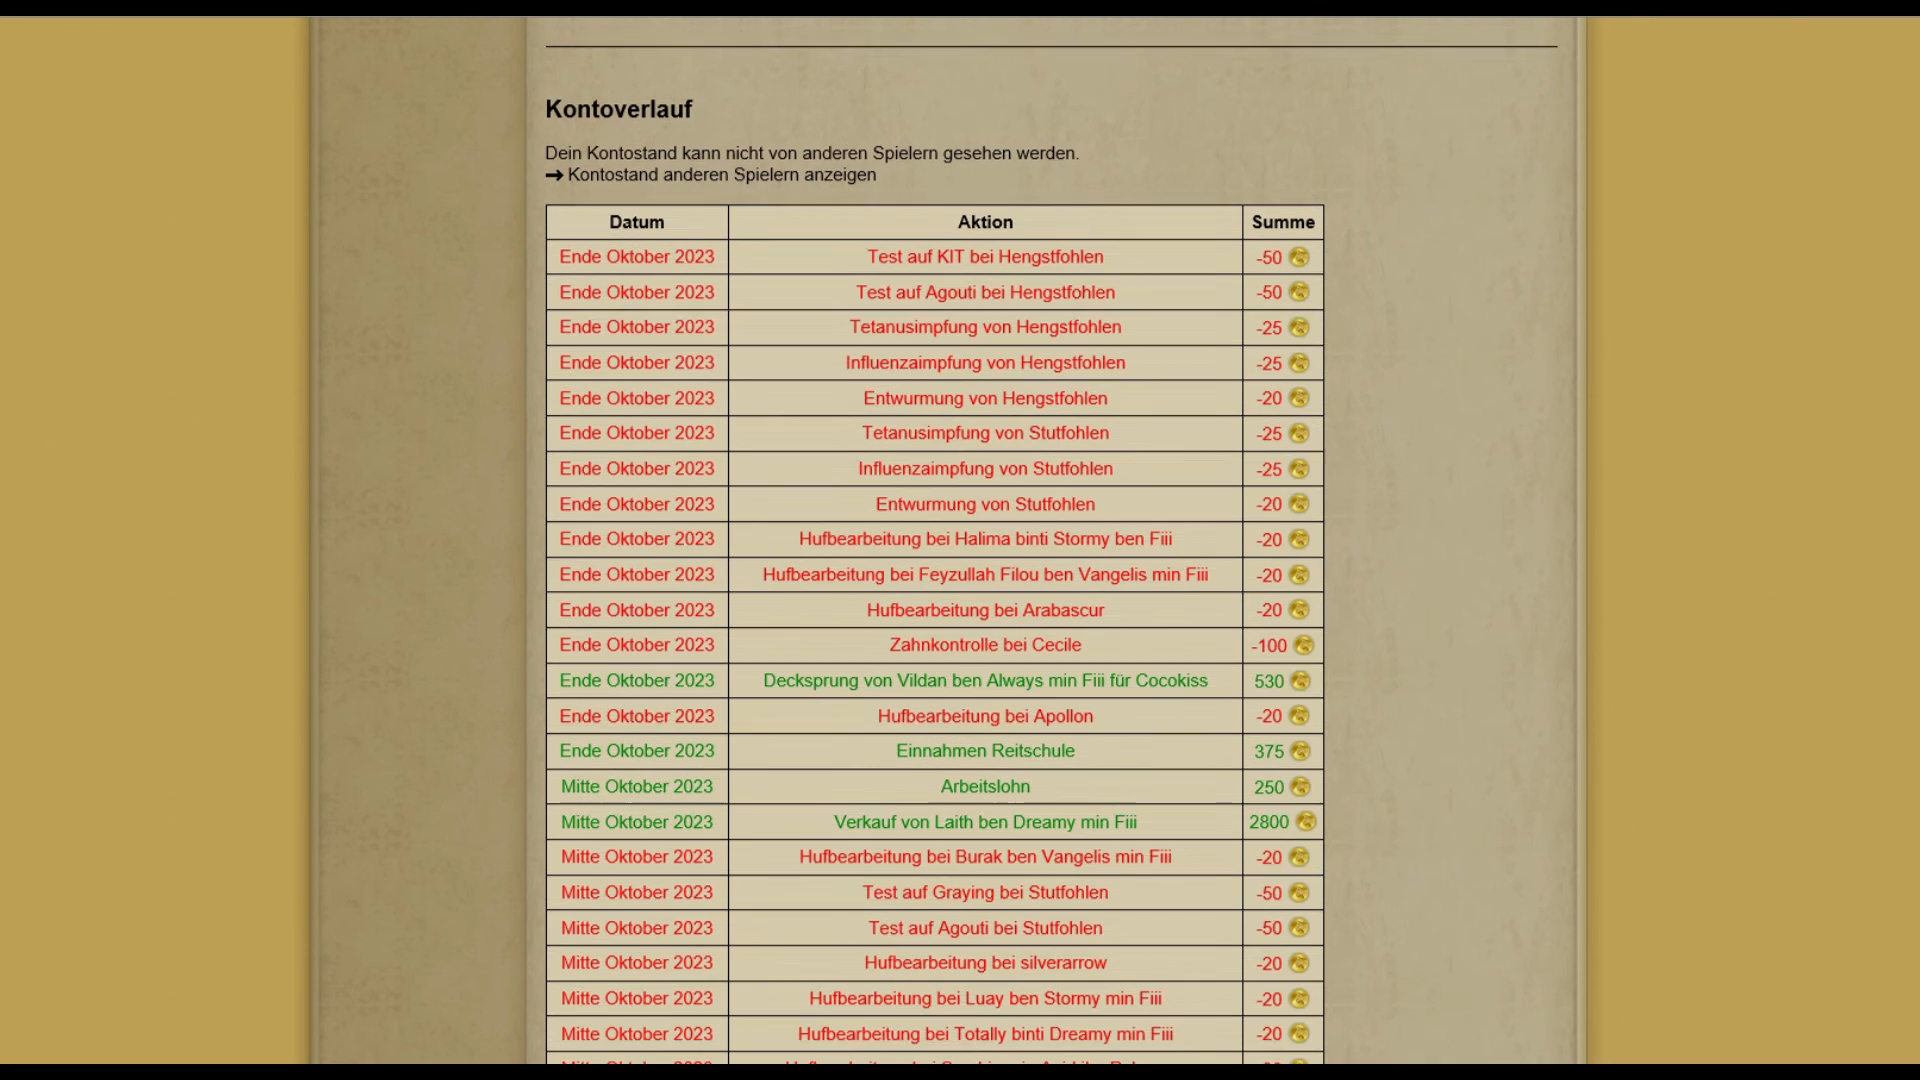 Kontoverlauf
Dein Kontostand kann nicht von anderen Spielern gesehen werden.
➞ Kontostand anderen Spielern anzeigen
Datum Aktion Summe
Ende Oktober 2023 Test auf KIT bei Hengstfohlen -50
Ende Oktober 2023 Test auf Agouti bei Hengstfohlen -50
Ende Oktober 2023 Tetanusimpfung von Hengstfohlen -25
Ende Oktober 2023 Influenzaimpfung von Hengstfohlen -25
Ende Oktober 2023 Entwurmung von Hengstfohlen -20
Ende Oktober 2023 Tetanusimpfung von Stutfohlen -25
Ende Oktober 2023 Influenzaimpfung von Stutfohlen -25
Ende Oktober 2023 Entwurmung von Stutfohlen -20
Ende Oktober 2023 Hufbearbeitung bei Halima binti Stormy ben Fiii -20
Ende Oktober 2023 Hufbearbeitung bei Feyzullah Filou ben Vangelis min Fiii -20
Ende Oktober 2023 Hufbearbeitung bei Arabascur -20
Ende Oktober 2023 Zahnkontrolle bei Cecile -100
Ende Oktober 2023 Decksprung von Vildan ben Always min Fiii für Cocokiss 530
Ende Oktober 2023 Hufbearbeitung bei Apollon -20
Ende Oktober 2023 Einnahmen Reitschule 375
Mitte Oktober 2023 Arbeitslohn 250
Mitte Oktober 2023 Verkauf von Laith ben Dreamy min Fiii 2800
Mitte Oktober 2023 Hufbearbeitung bei Burak ben Vangelis min Fiii -20
Mitte Oktober 2023 Test auf Graying bei Stutfohlen -50
Mitte Oktober 2023 Test auf Agouti bei Stutfohlen -50
Mitte Oktober 2023 Hufbearbeitung bei silverarrow -20
Mitte Oktober 2023 Hufbearbeitung bei Luay ben Stormy min Fiii -20
Mitte Oktober 2023 Hufbearbeitung bei Totally binti Dreamy min Fiii -20